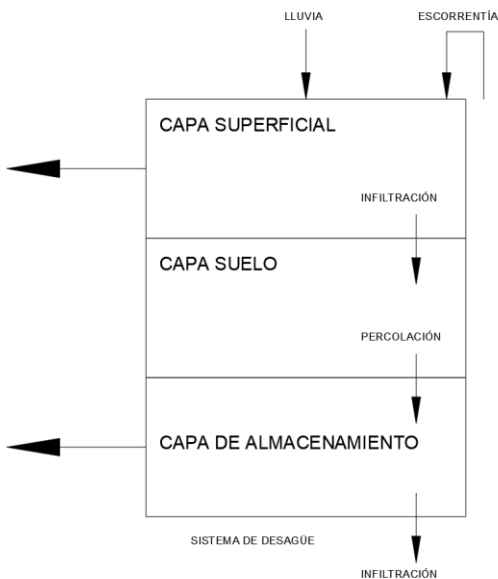 LLUVIA
ESCORRENTÍA
CAPA SUPERFICIAL
INFILTRACIÓN
CAPA SUELO
PERCOLACIÓN
CAPA DE ALMACENAMIENTO
SISTEMA DE DESAGÜE
INFILTRACIÓN